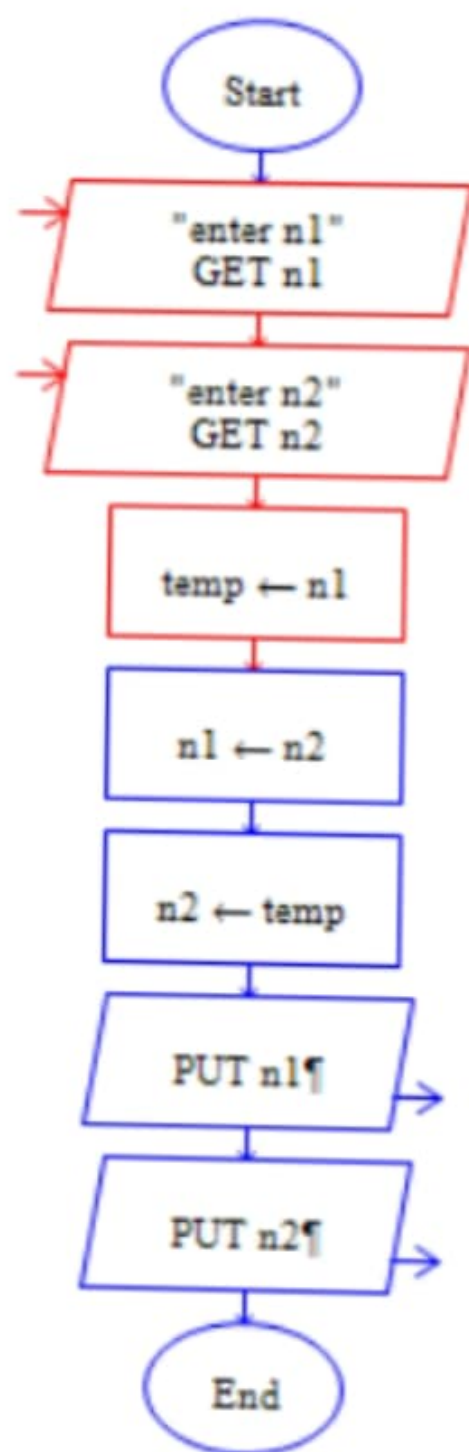 Start
"enter n1"
GET n1
"enter n2"
GET n2
temp ← n1
n1 ← n2
n2 ← temp
PUT n1¶
PUT n2¶
End